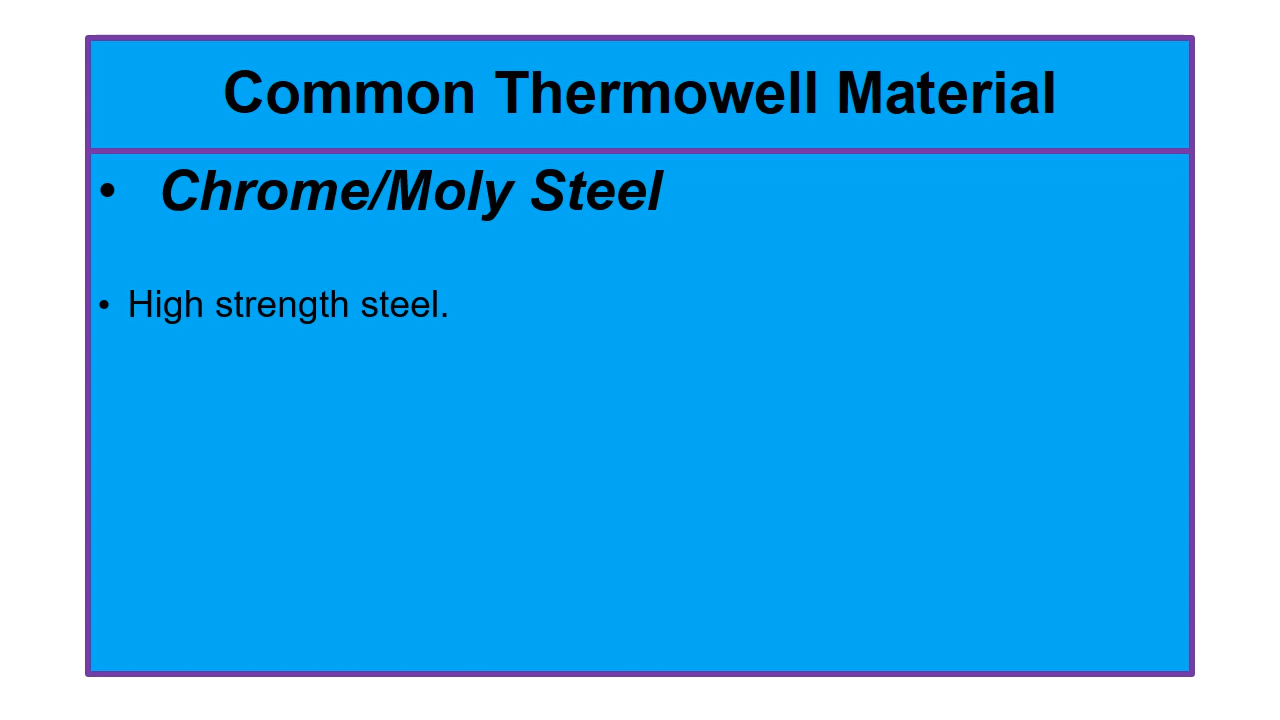 Common Thermowell Material
• Chrome/Moly Steel
• High strength steel.